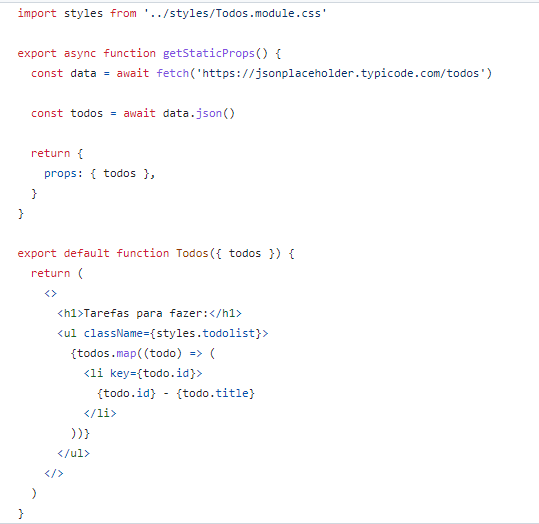 import styles from '../styles/Todos.module.css'
export async function getStaticProps() {
const data = await fetch('https://jsonplaceholder.typicode.com/todos')
const todos = await data.json()
return {
props: { todos },
}
}
export default function Todos({ todos }) {
return (
<>
<h1>Tarefas para fazer:</h1>
<ul className={styles.todolist}>
{todos.map((todo) => (
<li key={todo.id}>
{todo.id} - {todo.title}
</li>
))}
</ul>
</>
)
}